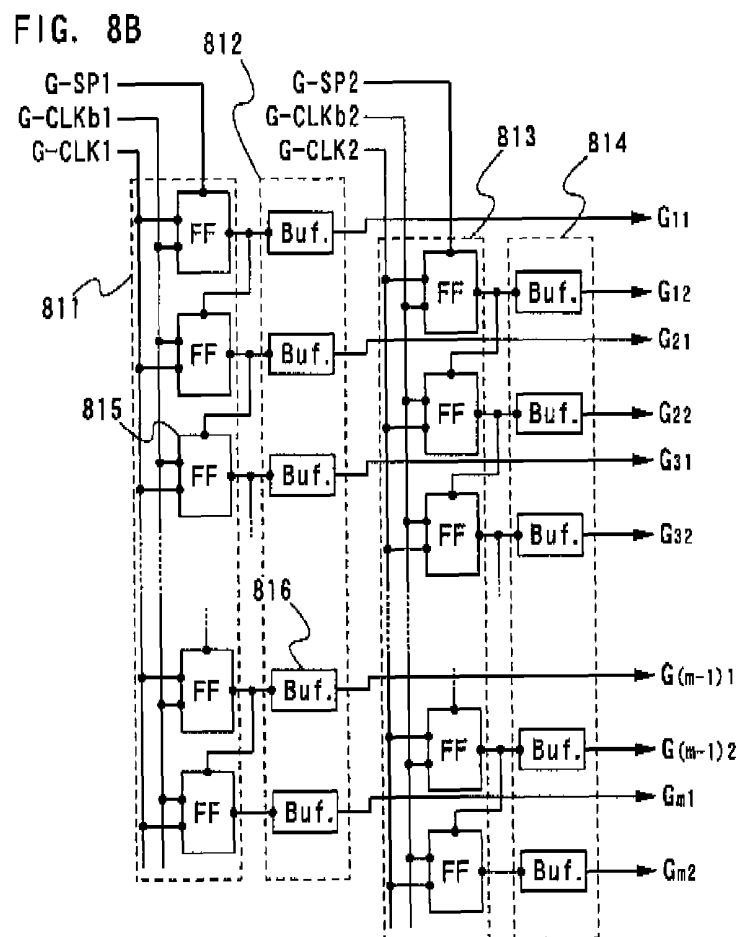 FIG. 8B
812
G-SP1
G-SP2
G-CLKb1
G-CLKb2
G-CLK1
G-CLK2
813
814
FF
Buf.
G11
811
FF
Buf.
G12
FF
Buf.
G21
815
FF
Buf.
G22
FF
Buf.
G31
FF
Buf.
G32
816
FF
Buf.
G(m-1)1
FF
Buf.
G(m-1)2
FF
Buf.
Gm1
FF
Buf.
Gm2